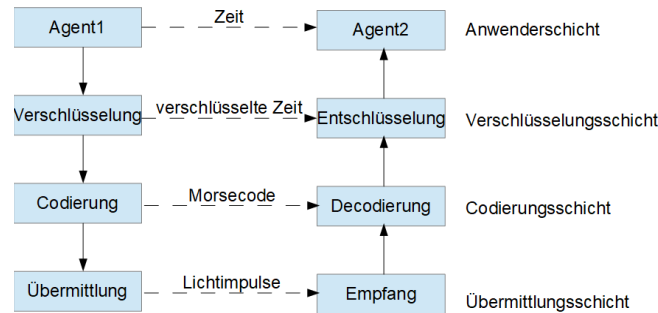 Agent1
Zeit
Agent2
Anwenderschicht
Verschlüsselung
verschlüsselte Zeit
Entschlüsselung
Verschlüsselungsschicht
Codierung
Morsecode
Decodierung
Codierungsschicht
Übermittlung
Lichtimpulse
Empfang
Übermittlungsschicht